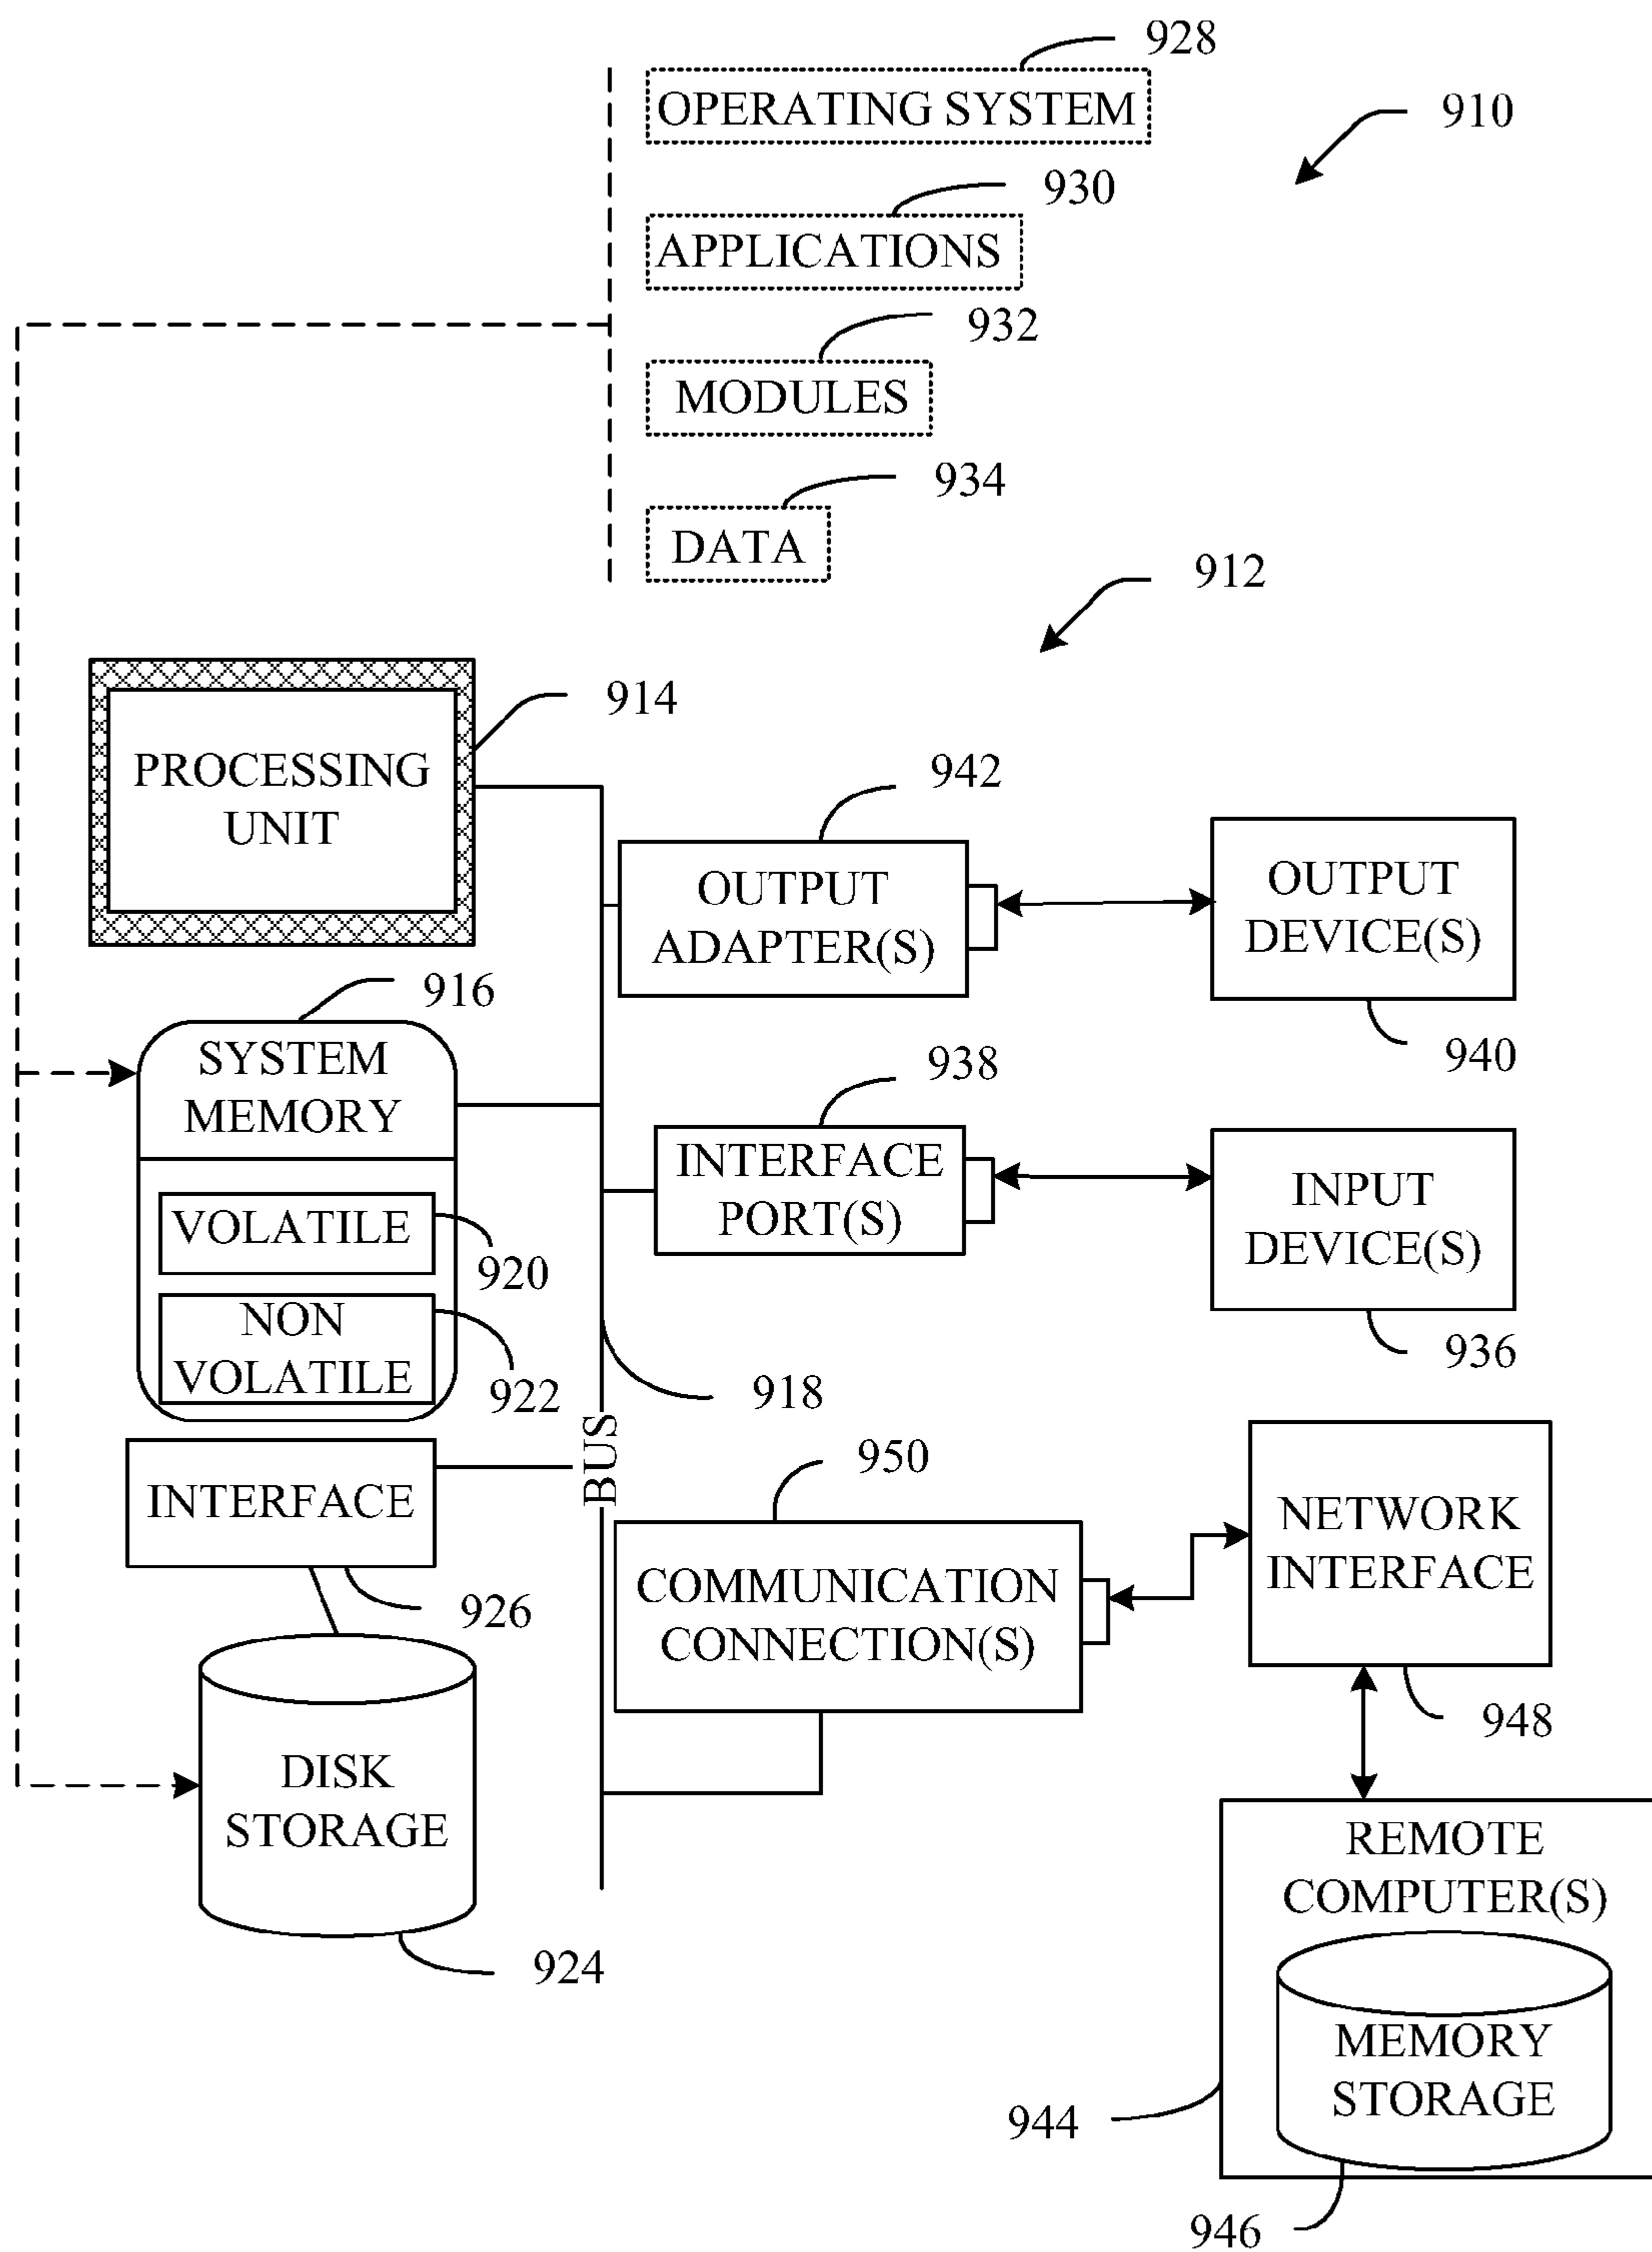 928
OPERATING SYSTEM
910
930
APPLICATIONS
932
MODULES
934
DATA
912
914
PROCESSING
UNIT
942
OUTPUT
ADAPTER(S)
OUTPUT
DEVICE(S)
940
916
SYSTEM
MEMORY
938
INTERFACE
PORT(S)
INPUT
DEVICE(S)
936
VOLATILE
920
NON
VOLATILE
922
918
BUS
INTERFACE
926
950
COMMUNICATION
CONNECTION(S)
NETWORK
INTERFACE
948
DISK
STORAGE
924
REMOTE
COMPUTER(S)
MEMORY
STORAGE
944
946